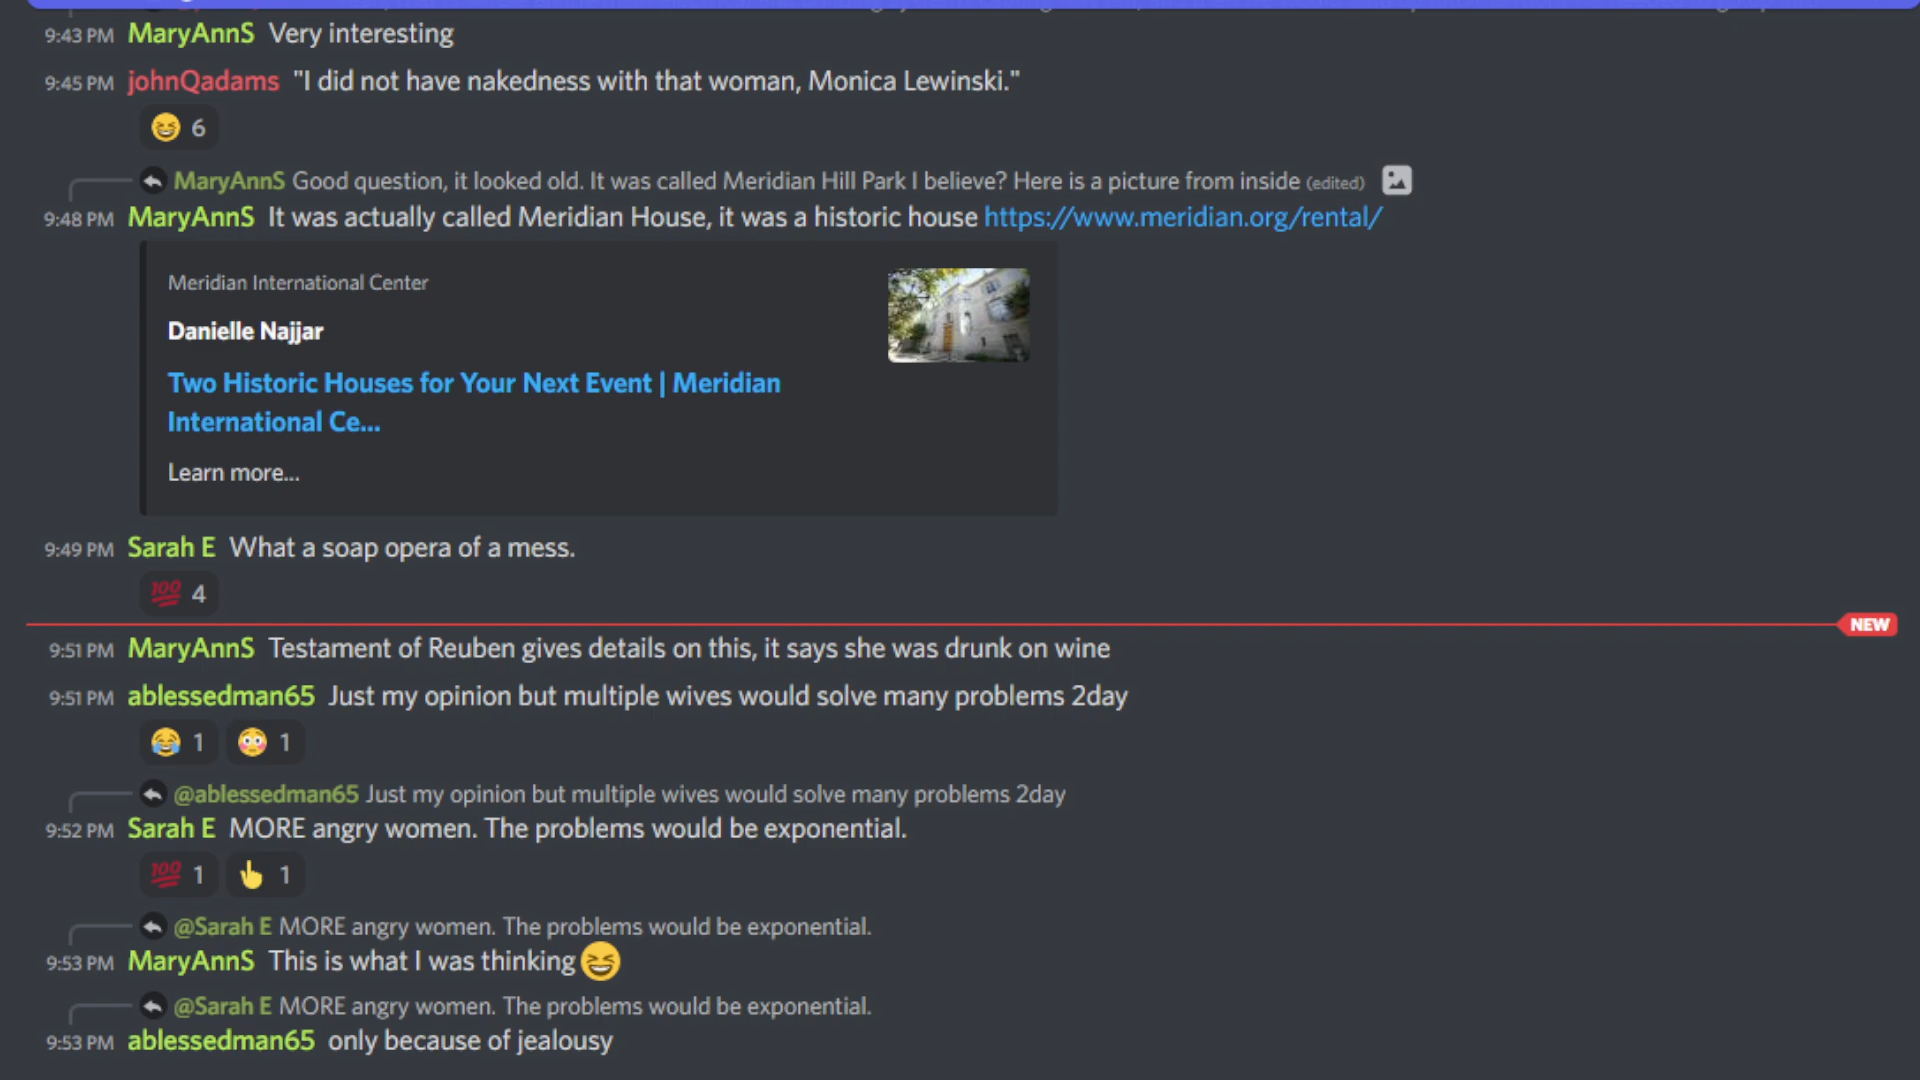 9:43 PM MaryAnnS Very interesting
9:45 PM johnQadams "I did not have nakedness with that woman, Monica Lewinski."
6
MaryAnnS Good question, it looked old. It was called Meridian Hill Park I believe? Here is a picture from inside (edited)
9:48 PM MaryAnnS It was actually called Meridian House, it was a historic house https://www.meridian.org/rental/
Meridian International Center
Danielle Najjar
Two Historic Houses for Your Next Event | Meridian
International Ce...
Learn more...
9:49 PM Sarah E What a soap opera of a mess.
100 4
NEW
9:51 PM MaryAnnS Testament of Reuben gives details on this, it says she was drunk on wine
9:51 PM ablessedman65 Just my opinion but multiple wives would solve many problems 2day
1 1
@ablessedman65 Just my opinion but multiple wives would solve many problems 2day
9:52 PM Sarah E MORE angry women. The problems would be exponential.
100 1 1
@Sarah E MORE angry women. The problems would be exponential.
9:53 PM MaryAnnS This is what I was thinking
@Sarah E MORE angry women. The problems would be exponential.
9:53 PM ablessedman65 only because of jealousy